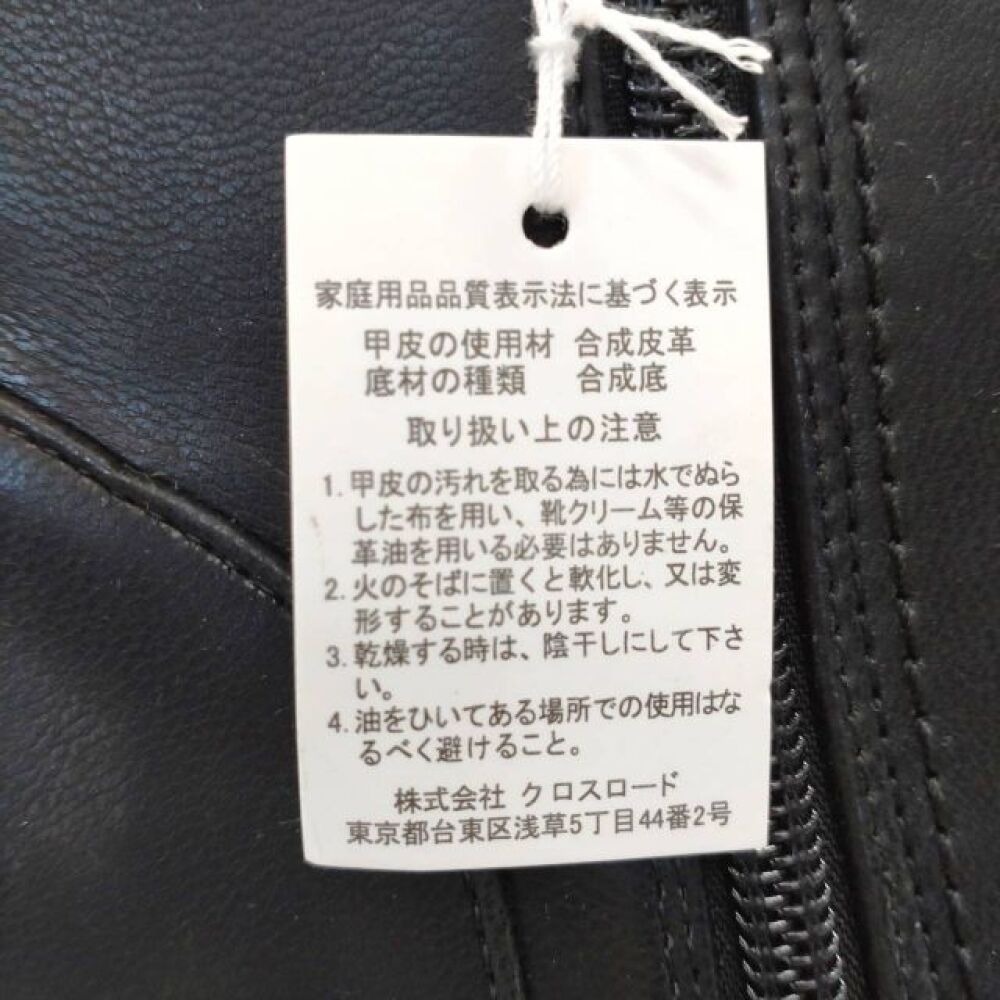 家庭用品品質表示法に基づく表示
甲皮の使用材 合成皮革
底材の種類 合成底
取り扱い上の注意
1. 甲皮の汚れを取る為には水でぬら
した布を用い、靴クリーム等の保
革油を用いる必要はありません。
2. 火のそばに置くと軟化し、又は変
形することがあります。
3. 乾燥する時は、陰干しにして下さ
い。
4. 油をひいてある場所での使用はな
るべく避けること。
株式会社 クロスロード
東京都台東区浅草5丁目44番2号